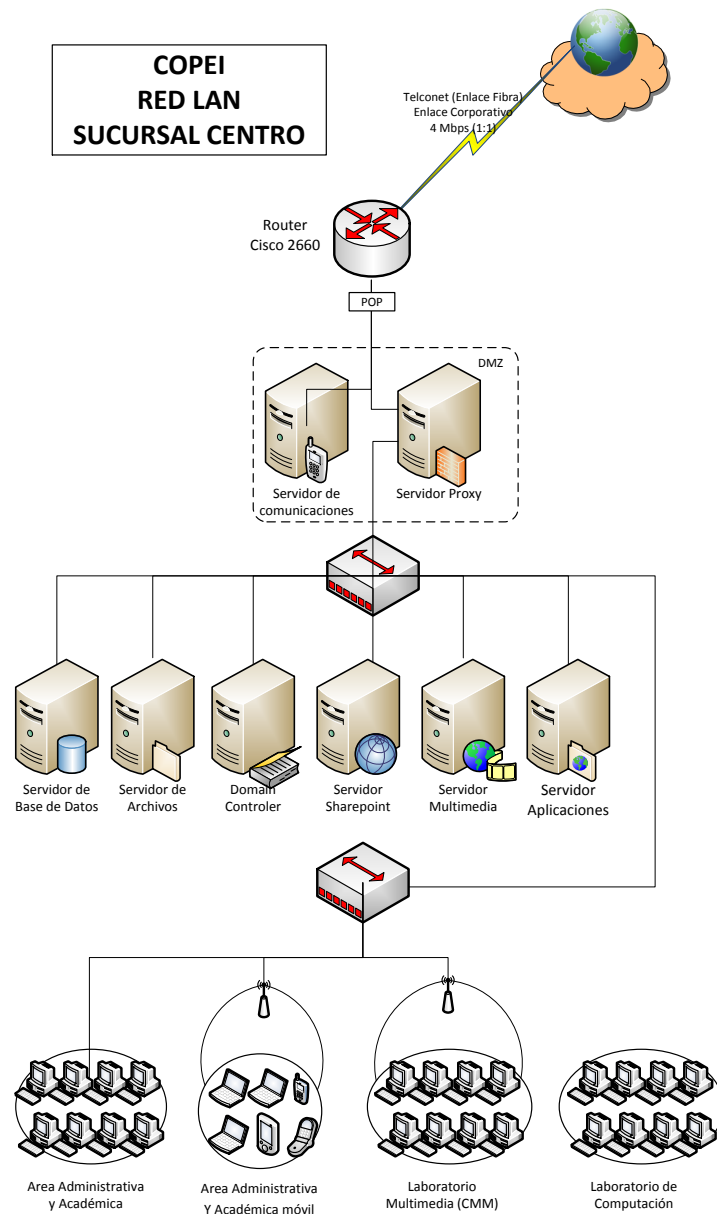 COPEI
RED LAN
SUCURSAL CENTRO
Telconet (Enlace Fibra)
Enlace Corporativo
4 Mbps (1:1)
Router
Cisco 2660
POP
DMZ
Servidor de
comunicaciones
Servidor Proxy
Servidor de
Base de Datos
Servidor de
Archivos
Domain
Controler
Servidor
Sharepoint
Servidor
Multimedia
Servidor
Aplicaciones
Area Administrativa
y Académica
Area Administrativa
Y Académica móvil
Laboratorio
Multimedia (CMM)
Laboratorio de
Computación